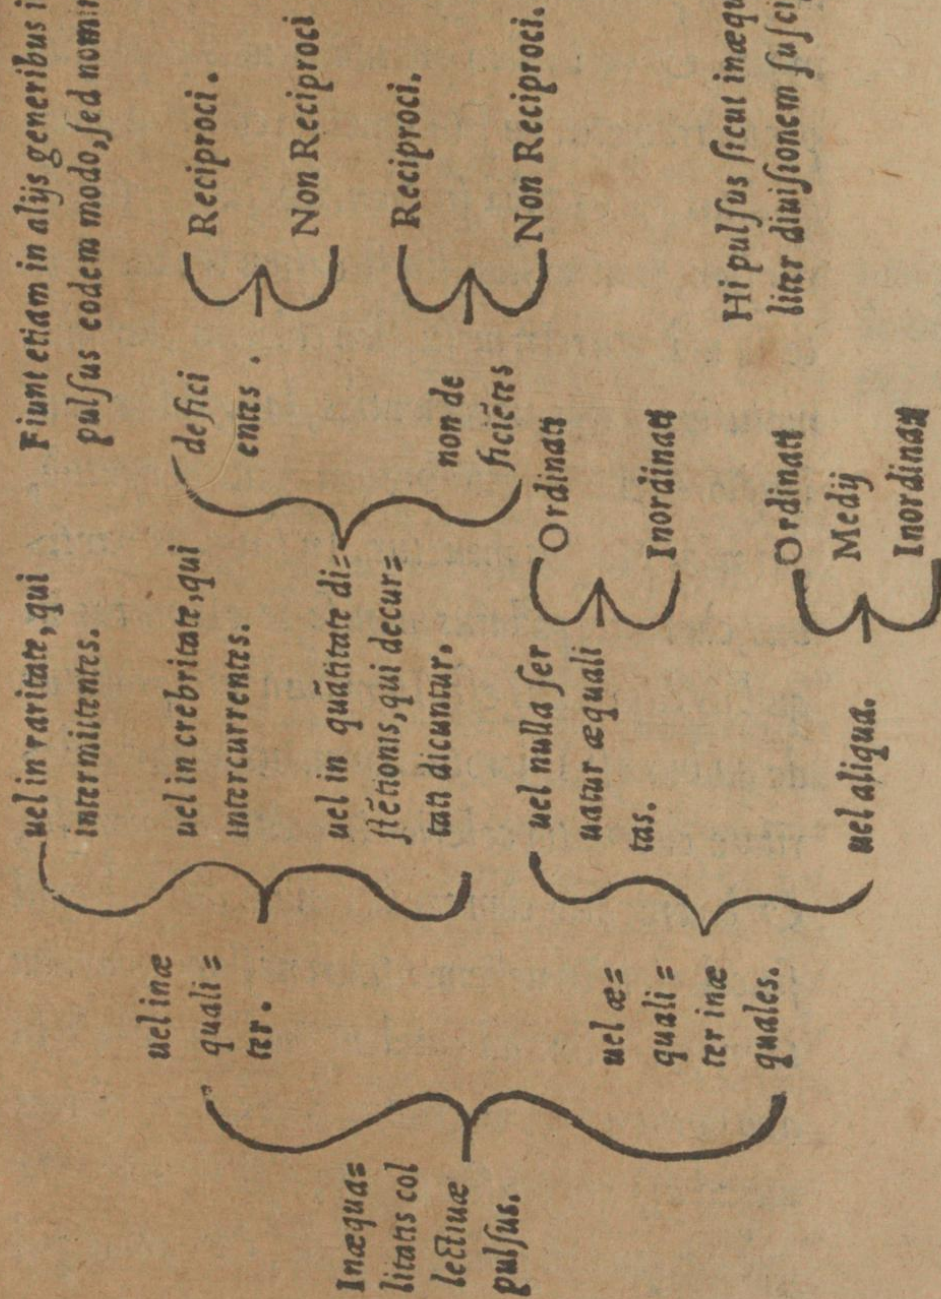 Inæqua=
litatis col
lectiuæ
pulſus.
uel inæ
quali =
ter.
uel in raritate, qui
intermittentes.
uel in crebritate, qui
intercurrentes.
uel in quātitate di=
ſtētionis, qui decur=
tati dicuntur.
defici
entes.
Reciproci.
Non Reciproci
non de
ficiētes
Reciproci.
Non Reciproci.
Fiunt etiam in alijs generibus
pulſus eodem modo, ſed
uel æ=
quali =
ter inæ
quales.
uel nulla ſer
uatur æquali
tas.
Ordinati
Inordinati
uel aliqua.
Ordinati
Medij
Inordinati
Hi pulſus ſicut
liter diuiſionem